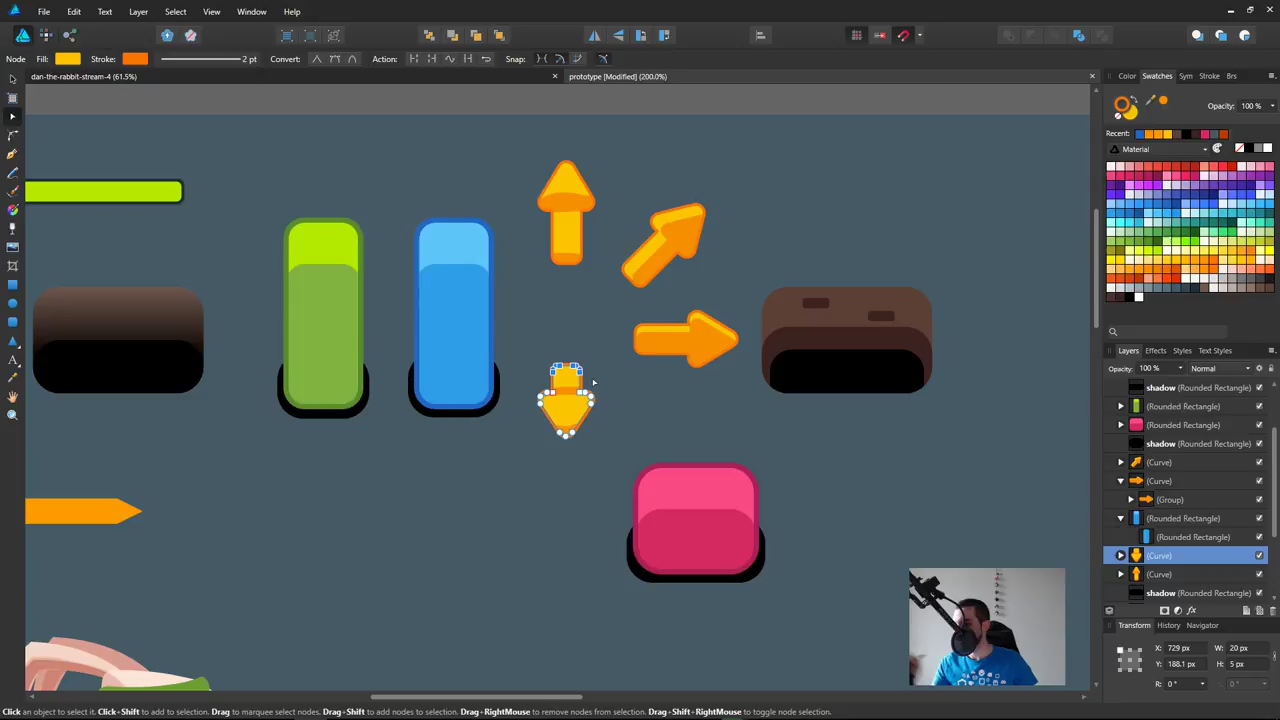 File Edit Text Layer Select View Window Help
Node Fill: Stroke: 2 pt Convert: Action: Snap:
dan-the-rabbit-stream-4 (61.5%)
prototype [Modified] (200.0%)
Color Swatches Sym Stroke Brs
Opacity: 100 %
Recent:
Material
Layers Effects Styles Text Styles
Opacity: 100 % Normal
shadow (Rounded Rectangle)
(Rounded Rectangle)
(Rounded Rectangle)
shadow (Rounded Rectangle)
(Curve)
(Curve)
(Group)
(Rounded Rectangle)
(Rounded Rectangle)
(Curve)
(Curve)
shadow (Rounded Rectangle)
Transform History Navigator
X: 729 px W: 20 px
Y: 188.1 px H: 5 px
R: 0 ° 0 °
Click an object to select it. Click+Shift to add to selection. Drag to marquee select nodes. Drag+Shift to add nodes to selection. Drag+RightMouse to remove nodes from selection. Drag+Shift+RightMouse to toggle node selection.